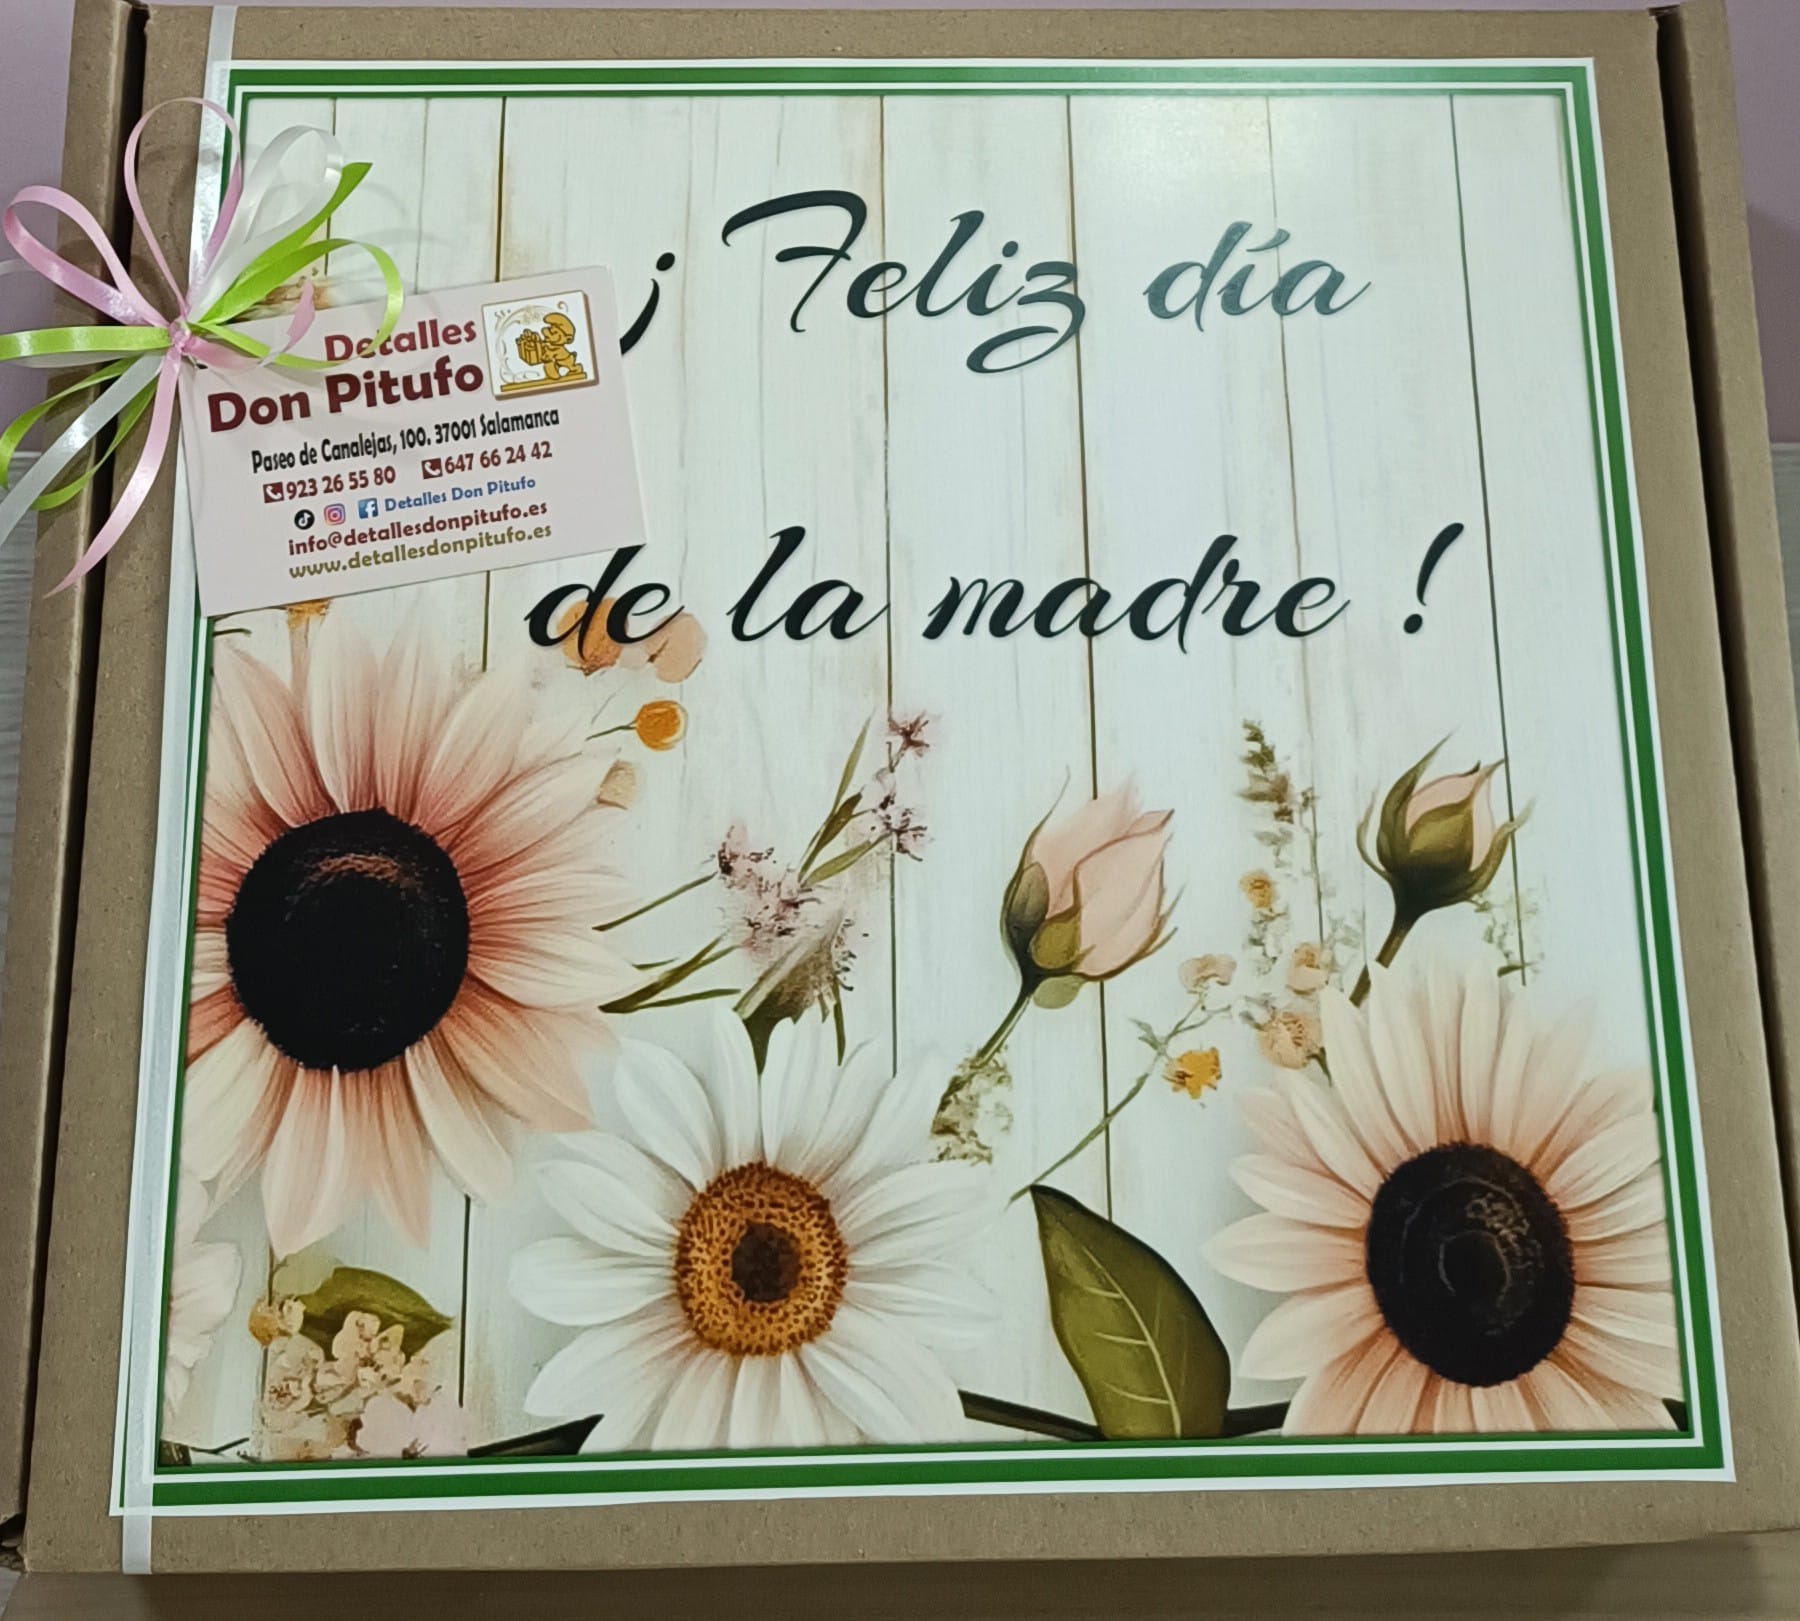 ¡ Feliz día
de la madre !
Detalles
Don Pitufo
Paseo de Canalejas, 100. 37001 Salamanca
923 26 55 80 647 66 24 42
Detalles Don Pitufo
info@detallesdonpitufo.es
www.detallesdonpitufo.es